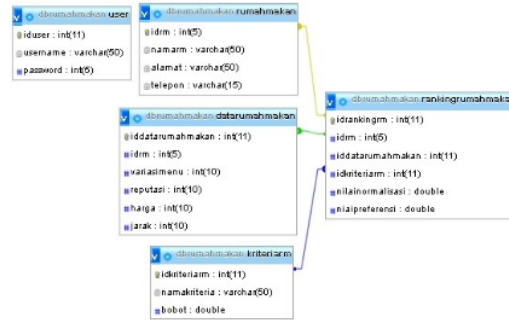 dbrumahmakan user
iduser : int(11)
username : varchar(50)
password : int(5)
dbrumahmakan rumahmakan
idrm : int(5)
namarm : varchar(50)
alamat : varchar(50)
telepon : varchar(15)
dbrumahmakan datarumahmakan
iddatarumahmakan : int(11)
idrm : int(5)
variasimenu : int(10)
reputasi : int(10)
harga : int(10)
jarak : int(10)
dbrumahmakan rankingrumahmaka
idrankingrm : int(11)
idrm : int(5)
iddatarumahmakan : int(11)
idkriteriarm : int(11)
nilainormalisasi : double
niaipreferensi : double
dbrumahmakan kriteriarm
idkriteriarm : int(11)
namakriteria : varchar(50)
bobot : double